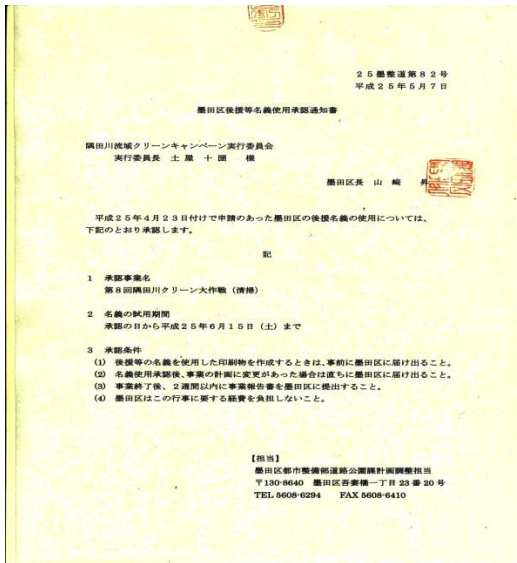 25墨整道第82号
平成25年5月7日
墨田区後援等名義使用承認通知書
隅田川流域クリーンキャンペーン実行委員会
実行委員長 土屋 十圀 様
墨田区長 山﨑 昇
平成25年4月23日付けで申請のあった墨田区の後援名義の使用については、
下記のとおり承認します。
記
1 承認事業名
第8回隅田川クリーン大作戦（清掃）
2 名義の試用期間
承認の日から平成25年6月15日（土）まで
3 承認条件
(1) 後援等の名義を使用した印刷物を作成するときは、事前に墨田区に届け出ること。
(2) 名義使用承認後、事業の計画に変更があった場合は直ちに墨田区に届け出ること。
(3) 事業終了後、2週間以内に事業報告書を墨田区に提出すること。
(4) 墨田区はこの行事に要する経費を負担しないこと。
【担当】
墨田区都市整備部道路公園課計画調整担当
〒130-8640 墨田区吾妻橋一丁目23番20号
TEL 5608-6294 FAX 5608-6410